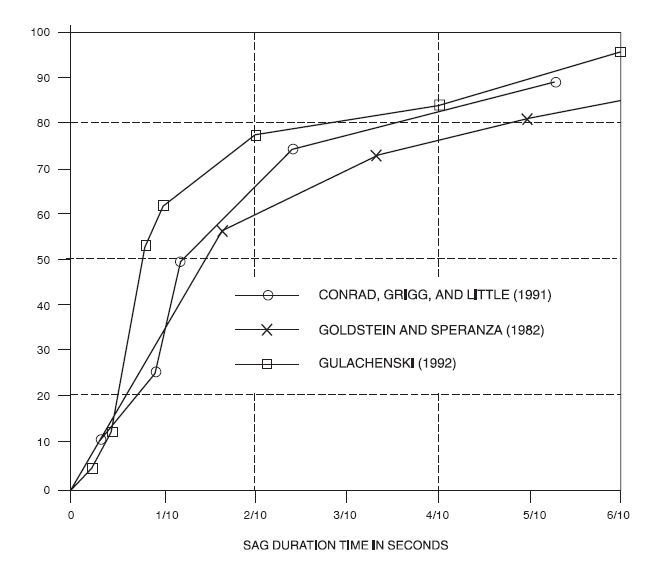 100
90
80
70
60
50
40
30
20
10
0
CONRAD, GRIGG, AND LITTLE (1991)
GOLDSTEIN AND SPERANZA (1982)
GULACHENSKI (1992)
0 1/10 2/10 3/10 4/10 5/10 6/10
SAG DURATION TIME IN SECONDS